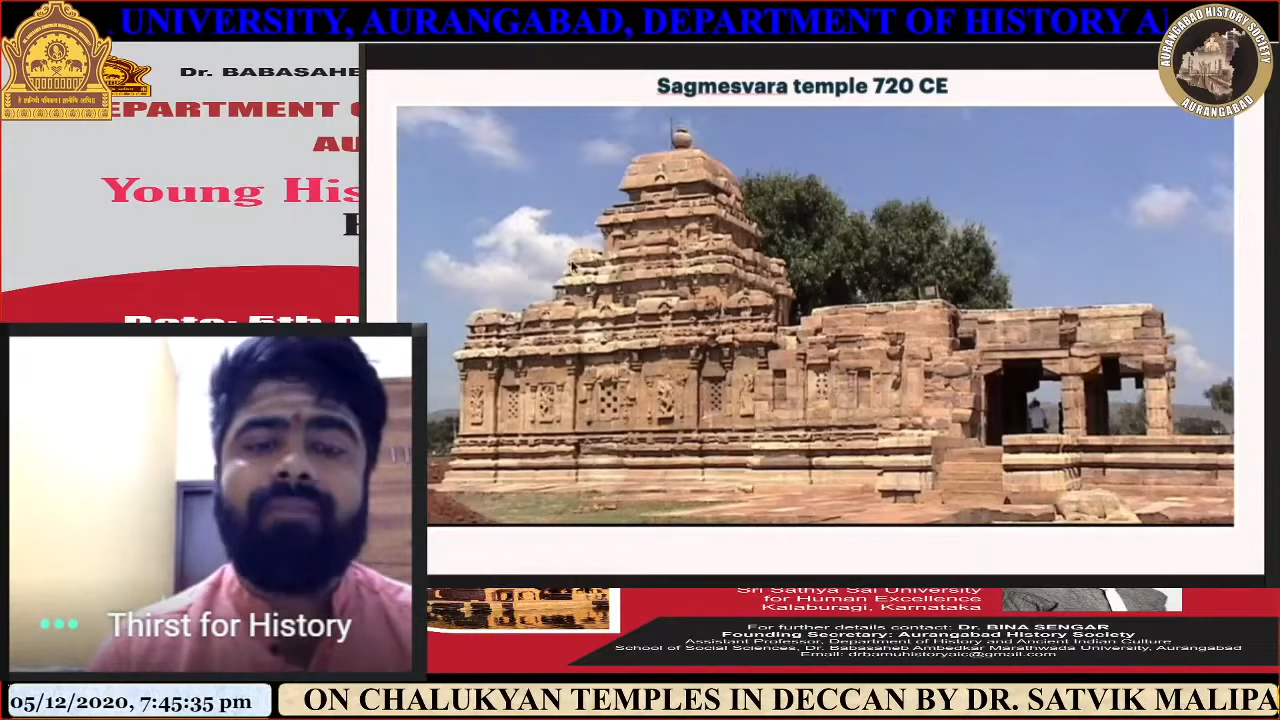 UNIVERSITY, AURANGABAD, DEPARTMENT OF HISTORY A
AURANGABAD HISTORY SOCIETY
AURANGABAD
Dr. BABASAHE
EPARTMENT
AU
Young His
Sagmesvara temple 720 CE
Thirst for History
Sri Sathya Sai University
for Human Excellence
Kalaburagi, Karnataka
For further details contact: Dr. BINA SENGAR
Founding Secretary: Aurangabad History Society
Assistant Professor, Department of History and Ancient Indian Culture
School of Social Sciences, Dr. Babasaheb Ambedkar Marathwada University, Aurangabad
Email: drbamuhistoryaic@gmail.com
05/12/2020, 7:45:35 pm
ON CHALUKYAN TEMPLES IN DECCAN BY DR. SATVIK MALIPA